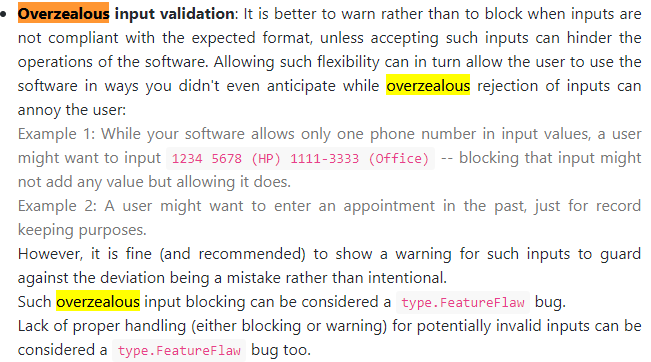 • Overzealous input validation: It is better to warn rather than to block when inputs are
not compliant with the expected format, unless accepting such inputs can hinder the
operations of the software. Allowing such flexibility can in turn allow the user to use the
software in ways you didn't even anticipate while overzealous rejection of inputs can
annoy the user:
Example 1: While your software allows only one phone number in input values, a user
might want to input 1234 5678 (HP) 1111-3333 (Office) -- blocking that input might
not add any value but allowing it does.
Example 2: A user might want to enter an appointment in the past, just for record
keeping purposes.
However, it is fine (and recommended) to show a warning for such inputs to guard
against the deviation being a mistake rather than intentional.
Such overzealous input blocking can be considered a type.FeatureFlaw bug.
Lack of proper handling (either blocking or warning) for potentially invalid inputs can be
considered a type.FeatureFlaw bug too.